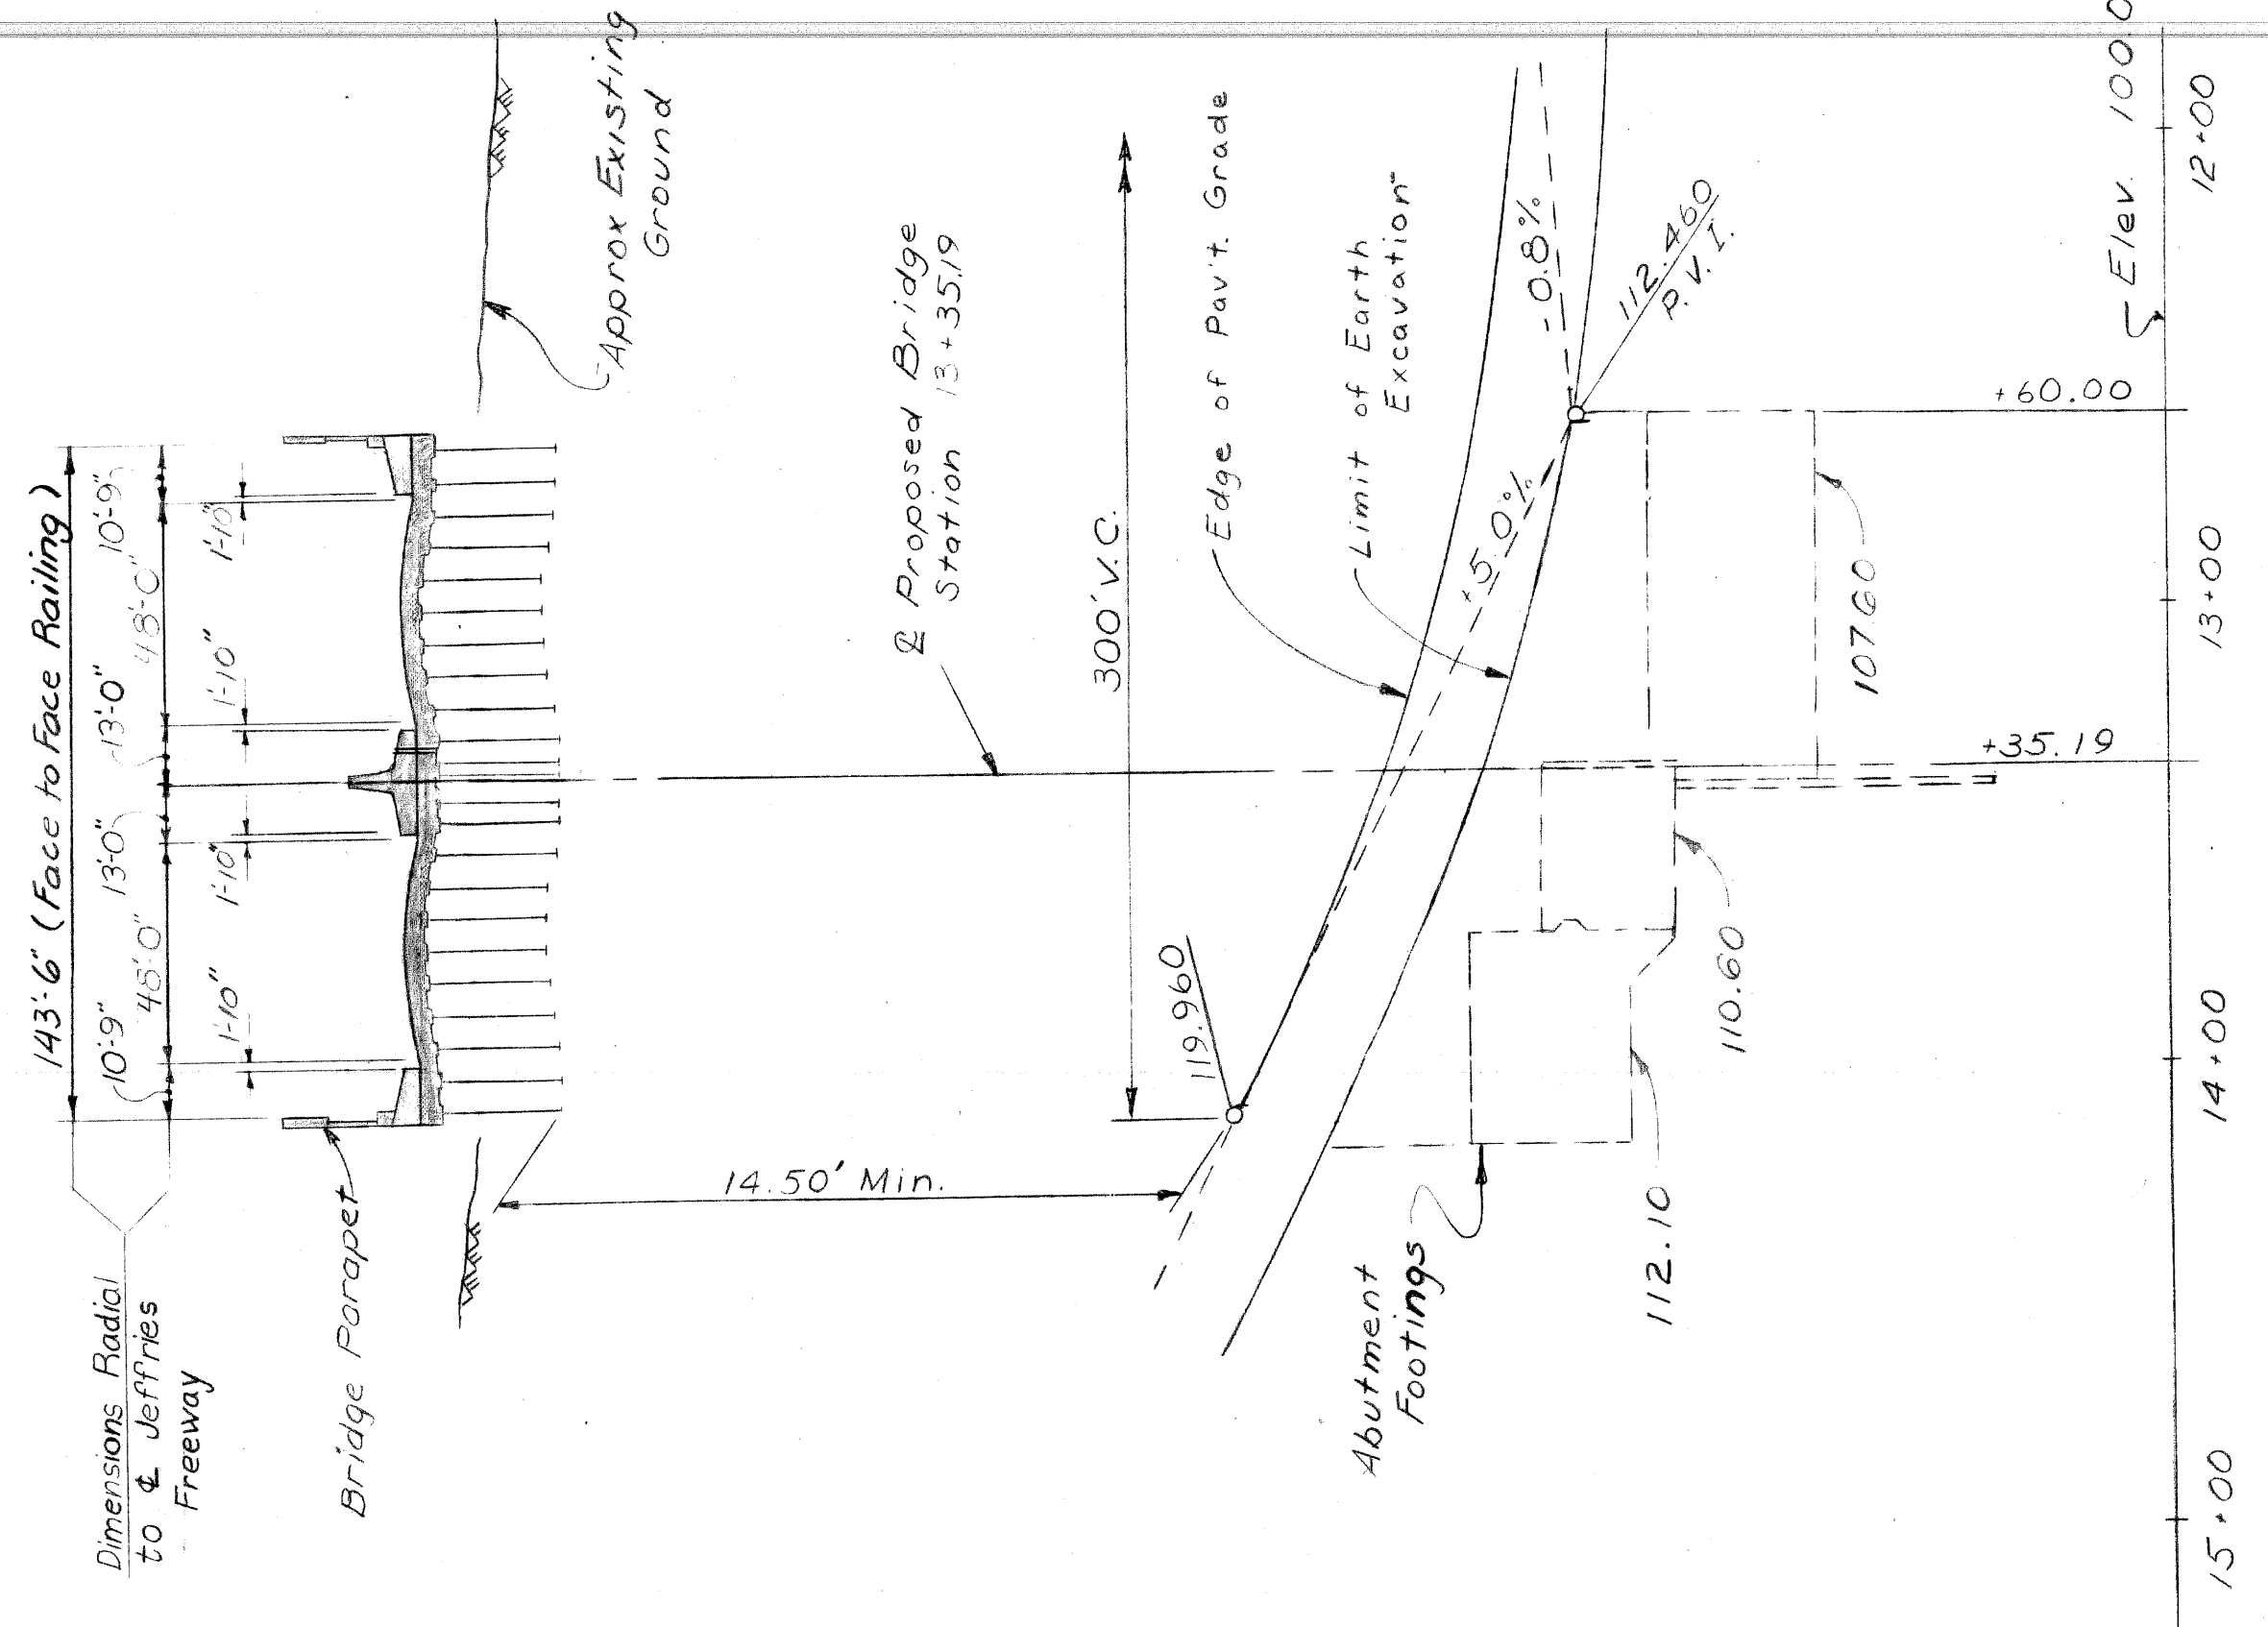 143'-6" (Face to Face Railing)
10'-9"
13'-0"
13'-0"
10'-9"
48'-0"
48'-0"
1'-10"
1'-10"
1'-10"
1'-10"
Dimensions Radial
to ℄ Jeffries
Freeway
Bridge Parapet
Approx Existing
Ground
14.50' Min.
℄ Proposed Bridge
Station 13+35.19
300' V.C.
119.960
Edge of Pav't. Grade
Limit of Earth
Excavation
+5.0%
-0.8%
112.460
P.V.I.
Abutment
Footings
112.10
110.60
107.60
+35.19
+60.00
Elev. 100.0
15+00
14+00
13+00
12+00